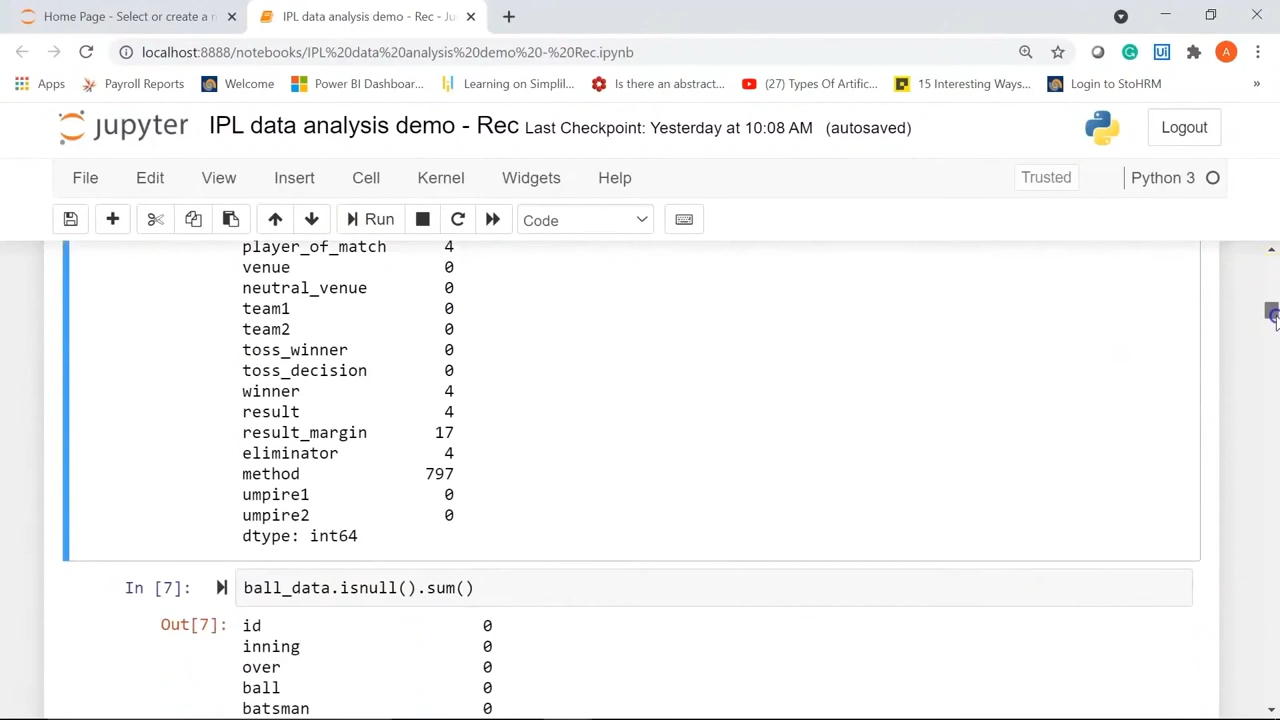 Home Page - Select or create a n
IPL data analysis demo - Rec - Ju
localhost:8888/notebooks/IPL%20data%20analysis%20demo%20-%20Rec.ipynb
Apps Payroll Reports Welcome Power BI Dashboar... Learning on Simplil... Is there an abstract... (27) Types Of Artific... 15 Interesting Ways... Login to StoHRM »
jupyter IPL data analysis demo - Rec Last Checkpoint: Yesterday at 10:08 AM (autosaved) Logout
File Edit View Insert Cell Kernel Widgets Help Trusted Python 3
Run Code
player_of_match 4
venue 0
neutral_venue 0
team1 0
team2 0
toss_winner 0
toss_decision 0
winner 4
result 4
result_margin 17
eliminator 4
method 797
umpire1 0
umpire2 0
dtype: int64
In [7]: ball_data.isnull().sum()
Out[7]: id 0
inning 0
over 0
ball 0
batsman 0